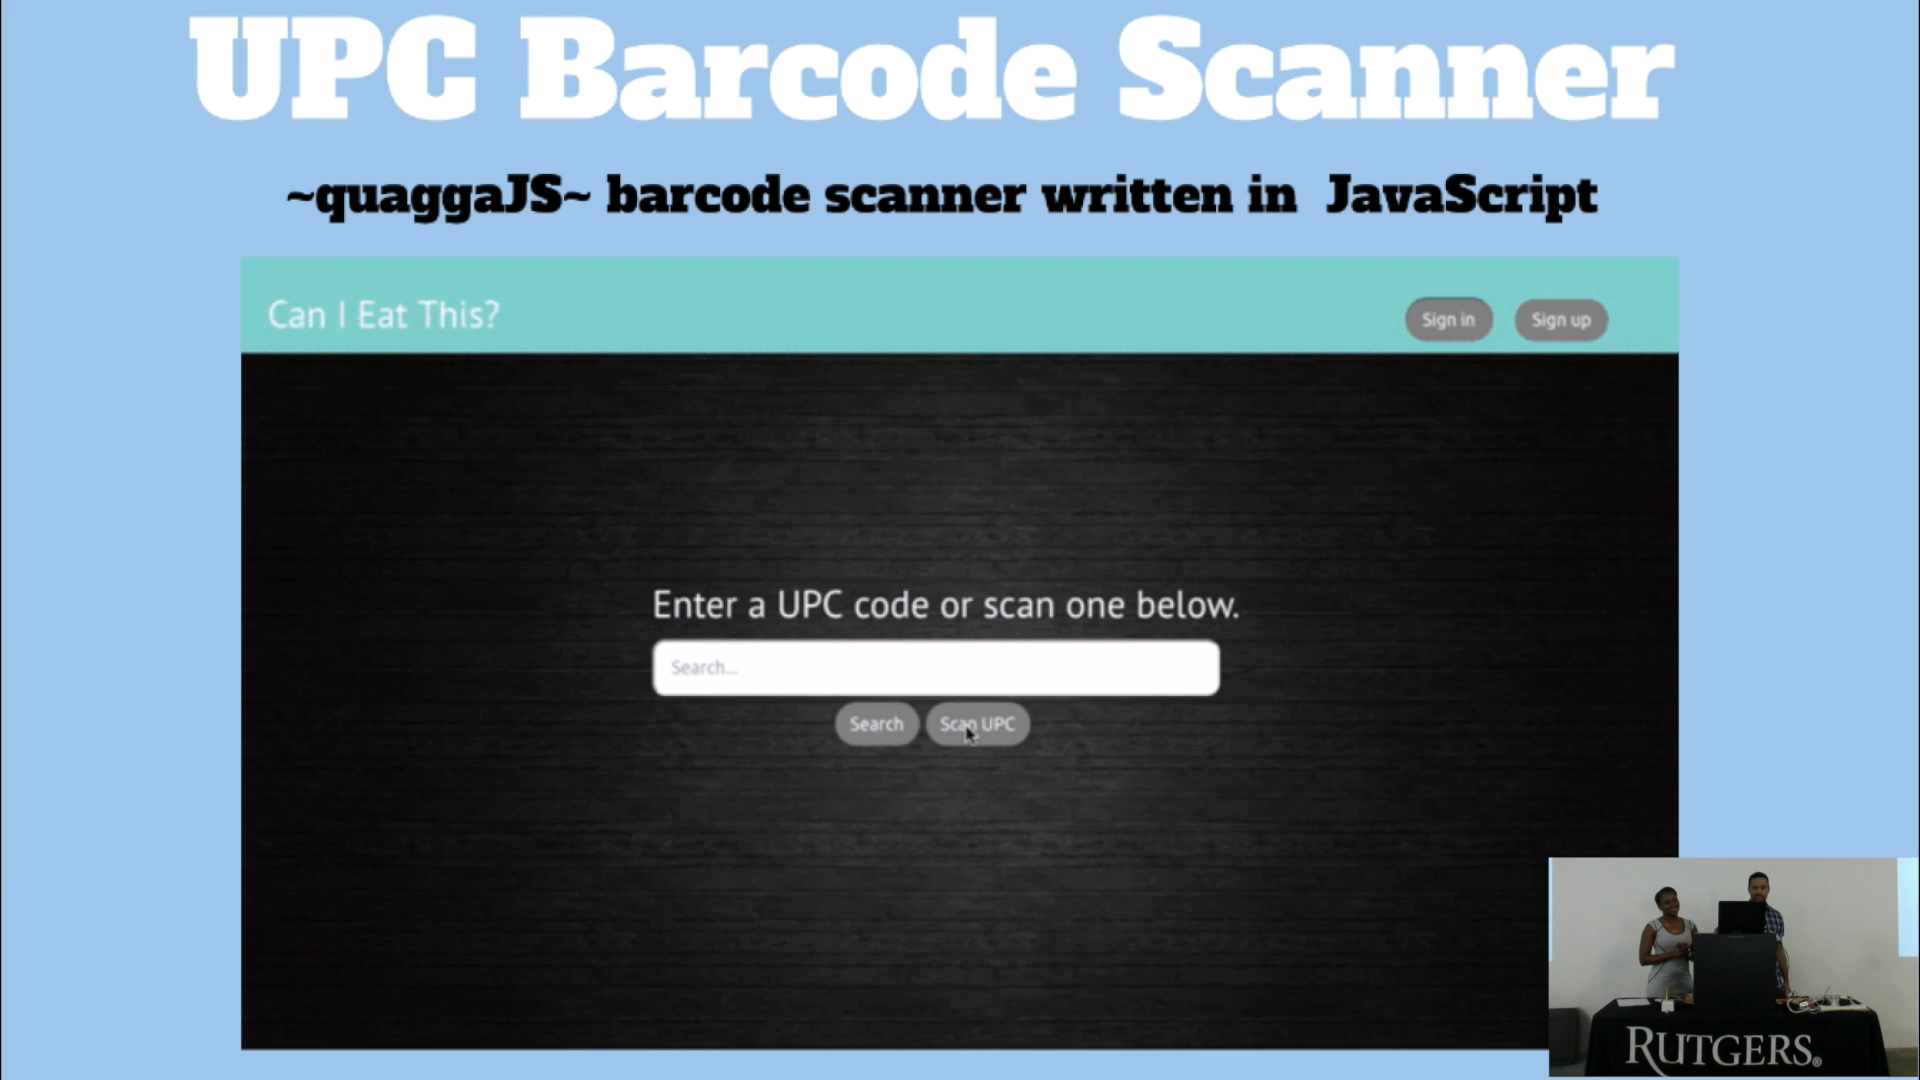 UPC Barcode Scanner
~quaggaJS~ barcode scanner written in JavaScript
Can I Eat This?
Sign in
Sign up
Enter a UPC code or scan one below.
Search...
Search
Scan UPC
RUTGERS®